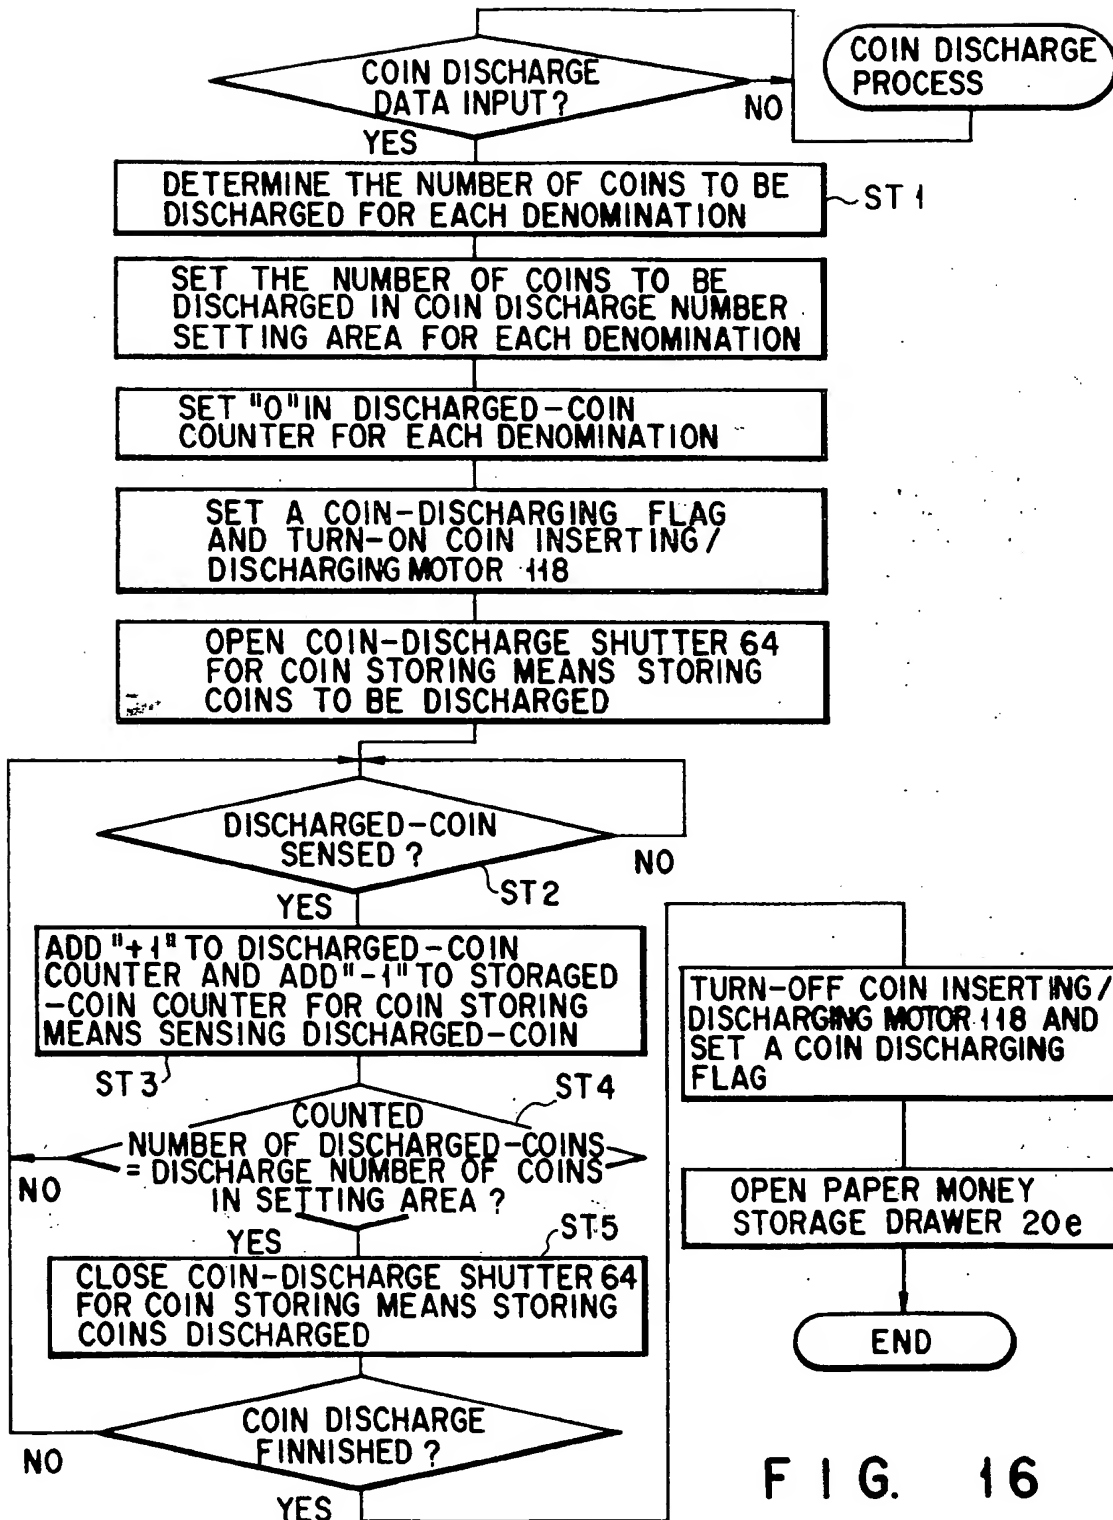 COIN DISCHARGE
PROCESS
COIN DISCHARGE
DATA INPUT?
NO
YES
DETERMINE THE NUMBER OF COINS TO BE
DISCHARGED FOR EACH DENOMINATION
ST1
SET THE NUMBER OF COINS TO BE
DISCHARGED IN COIN DISCHARGE NUMBER
SETTING AREA FOR EACH DENOMINATION
SET "0" IN DISCHARGED-COIN
COUNTER FOR EACH DENOMINATION
SET A COIN-DISCHARGING FLAG
AND TURN-ON COIN INSERTING/
DISCHARGING MOTOR 118
OPEN COIN-DISCHARGE SHUTTER 64
FOR COIN STORING MEANS STORING
COINS TO BE DISCHARGED
DISCHARGED-COIN
SENSED?
NO
ST2
YES
ADD "+1" TO DISCHARGED-COIN
COUNTER AND ADD "-1" TO STORAGED
-COIN COUNTER FOR COIN STORING
MEANS SENSING DISCHARGED-COIN
ST3
ST4
COUNTED
NUMBER OF DISCHARGED-COINS
= DISCHARGE NUMBER OF COINS
IN SETTING AREA?
NO
YES
ST5
CLOSE COIN-DISCHARGE SHUTTER 64
FOR COIN STORING MEANS STORING
COINS DISCHARGED
COIN DISCHARGE
FINNISHED?
NO
YES
TURN-OFF COIN INSERTING/
DISCHARGING MOTOR 118 AND
SET A COIN DISCHARGING
FLAG
OPEN PAPER MONEY
STORAGE DRAWER 20e
END
FIG. 16